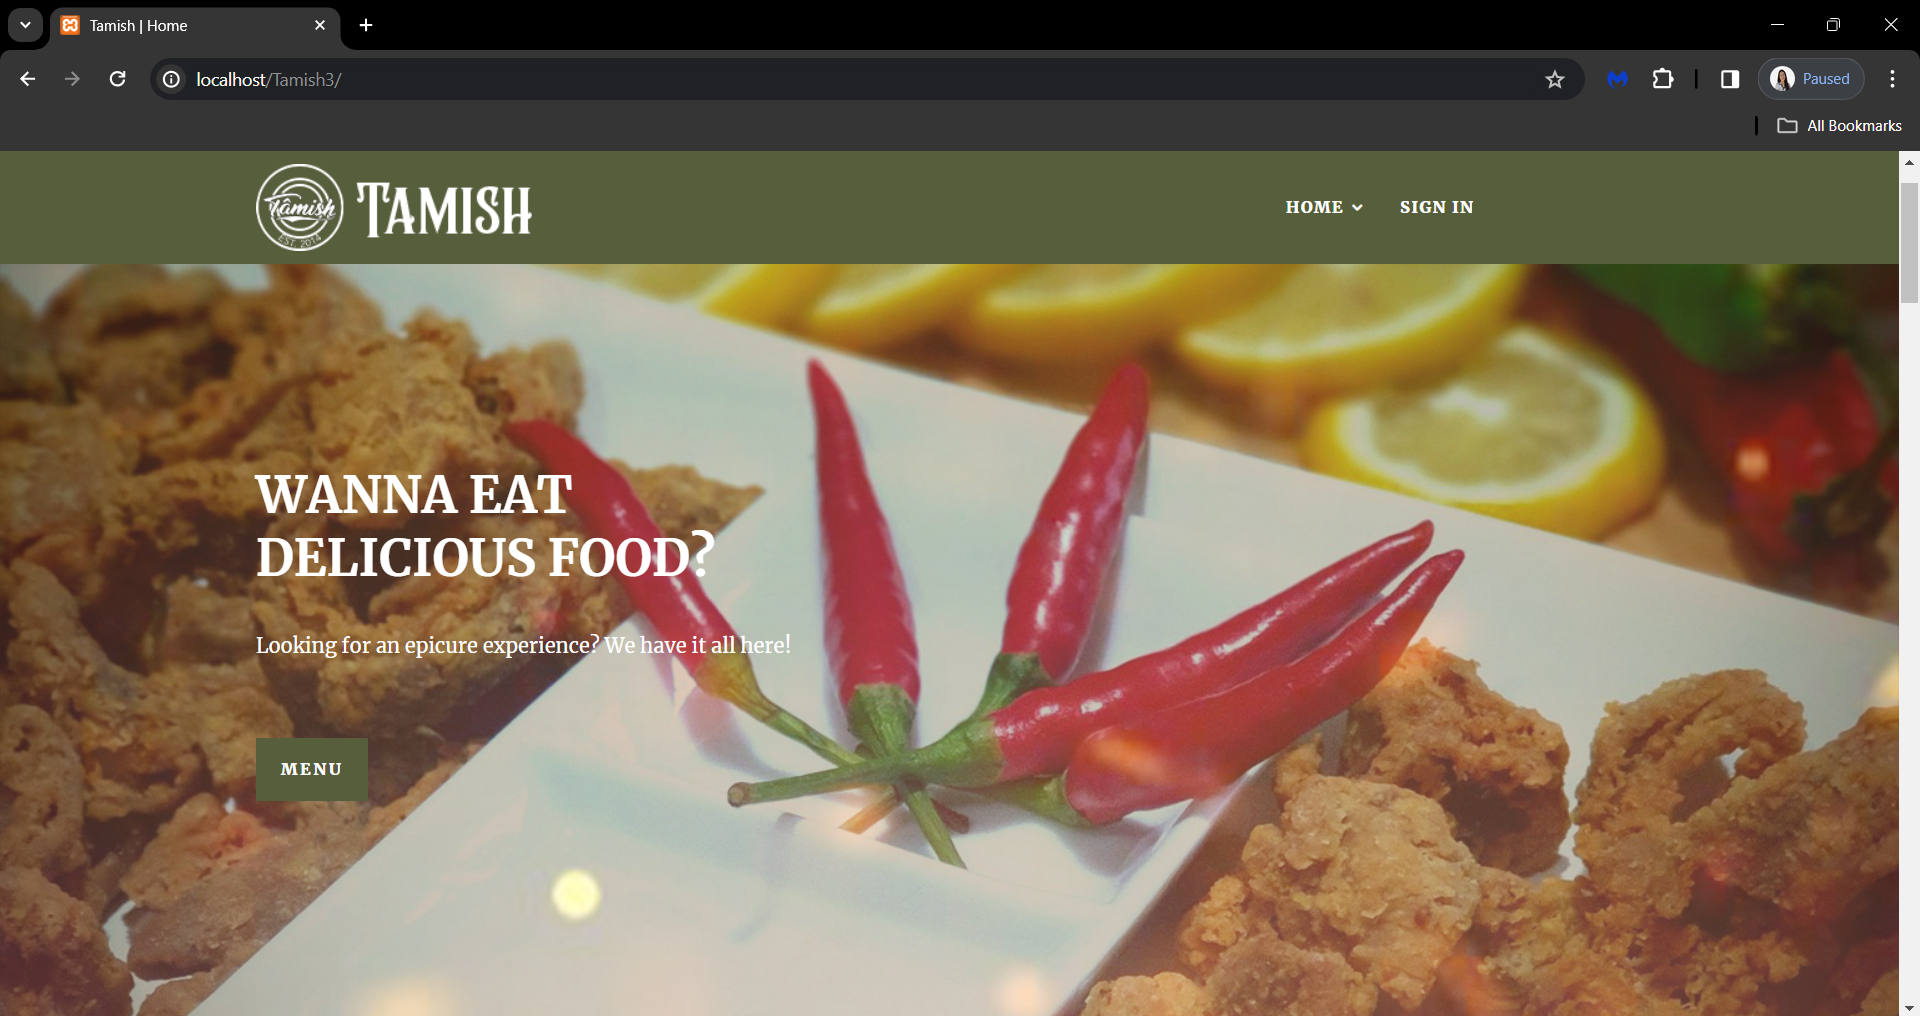 Tamish | Home
localhost/Tamish3/
Paused
All Bookmarks
Tâmish
EST. 2014
TAMISH
HOME
SIGN IN
WANNA EAT
DELICIOUS FOOD?
Looking for an epicure experience? We have it all here!
MENU